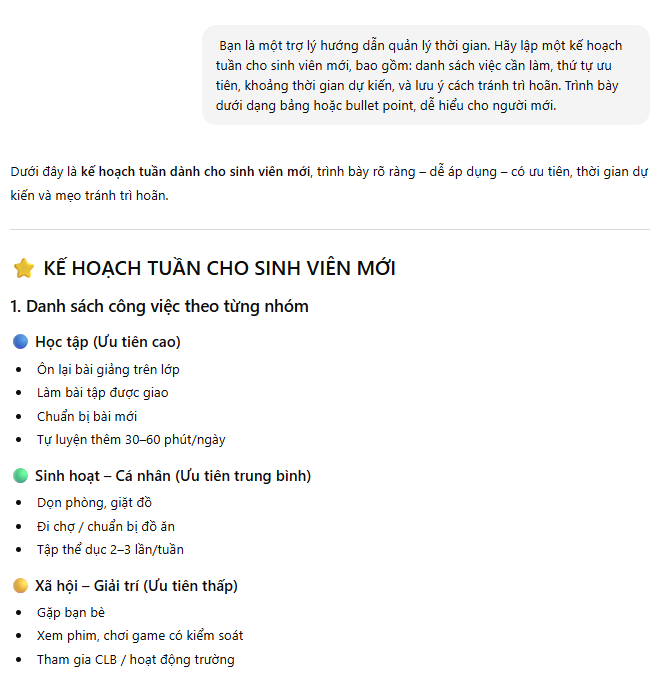 Bạn là một trợ lý hướng dẫn quản lý thời gian. Hãy lập một kế hoạch
tuần cho sinh viên mới, bao gồm: danh sách việc cần làm, thứ tự ưu
tiên, khoảng thời gian dự kiến, và lưu ý cách tránh trì hoãn. Trình bày
dưới dạng bảng hoặc bullet point, dễ hiểu cho người mới.
Dưới đây là kế hoạch tuần dành cho sinh viên mới, trình bày rõ ràng – dễ áp dụng – có ưu tiên, thời gian dự
kiến và mẹo tránh trì hoãn.
⭐ KẾ HOẠCH TUẦN CHO SINH VIÊN MỚI
1. Danh sách công việc theo từng nhóm
🔵 Học tập (Ưu tiên cao)
• Ôn lại bài giảng trên lớp
• Làm bài tập được giao
• Chuẩn bị bài mới
• Tự luyện thêm 30–60 phút/ngày
🟢 Sinh hoạt – Cá nhân (Ưu tiên trung bình)
• Dọn phòng, giặt đồ
• Đi chợ / chuẩn bị đồ ăn
• Tập thể dục 2–3 lần/tuần
🟡 Xã hội – Giải trí (Ưu tiên thấp)
• Gặp bạn bè
• Xem phim, chơi game có kiểm soát
• Tham gia CLB / hoạt động trường